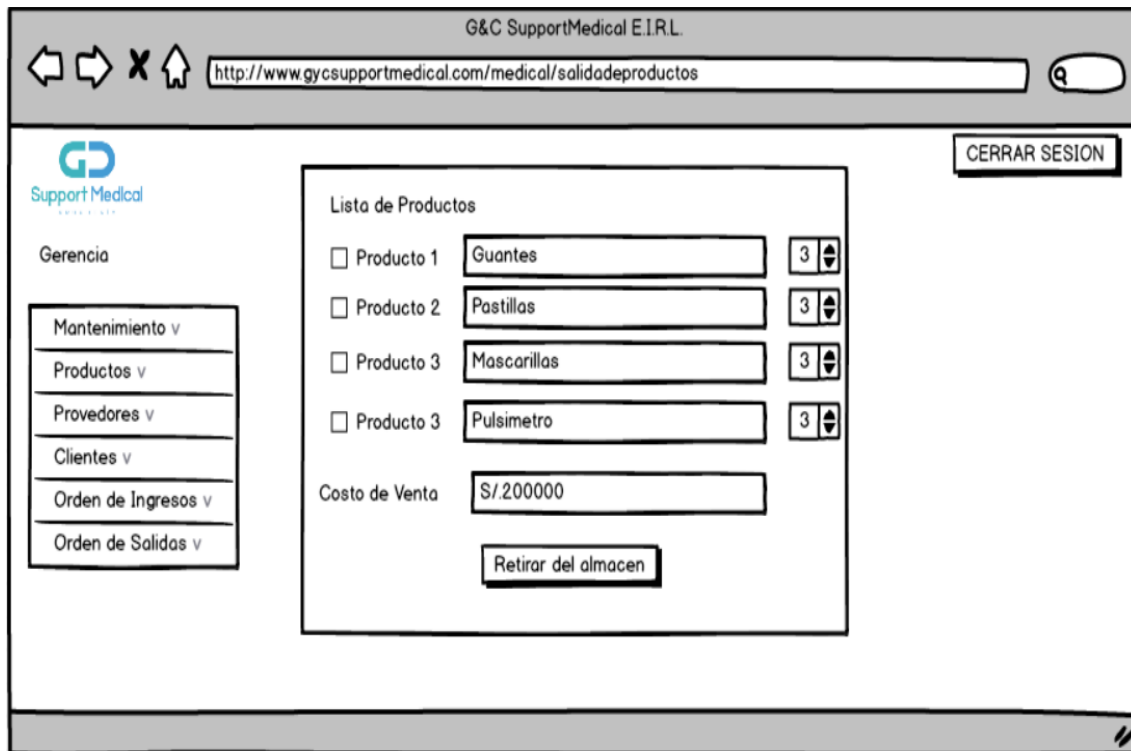 G&C SupportMedical E.I.R.L.
http://www.gycsupportmedical.com/medical/salidadeproductos
CERRAR SESION
Support Medical
Gerencia
Mantenimiento v
Productos v
Provedores v
Clientes v
Orden de Ingresos v
Orden de Salidas v
Lista de Productos
Producto 1 Guantes 3
Producto 2 Pastillas 3
Producto 3 Mascarillas 3
Producto 3 Pulsimetro 3
Costo de Venta S/.200000
Retirar del almacen